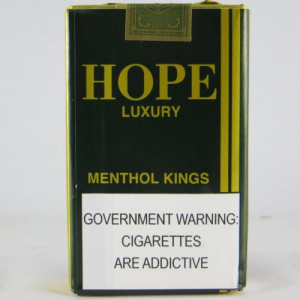 HOPE
LUXURY
MENTHOL KINGS
GOVERNMENT WARNING:
CIGARETTES
ARE ADDICTIVE